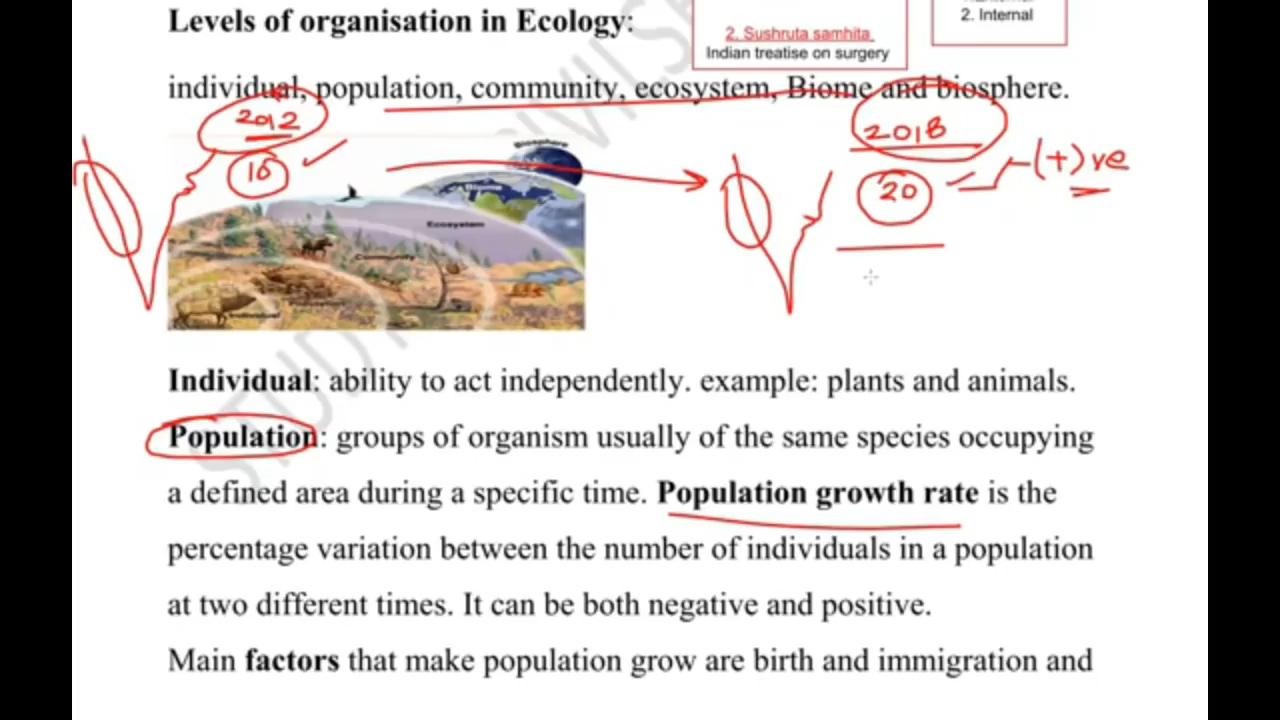 Levels of organisation in Ecology:
2. Sushruta samhita
Indian treatise on surgery
2. Internal
individual, population, community, ecosystem, Biome and biosphere.
2012
2018
(+)ve
20
Biosphere
Biome
Ecosystem
Community
Individual
Individual: ability to act independently. example: plants and animals.
Population: groups of organism usually of the same species occupying
a defined area during a specific time. Population growth rate is the
percentage variation between the number of individuals in a population
at two different times. It can be both negative and positive.
Main factors that make population grow are birth and immigration and